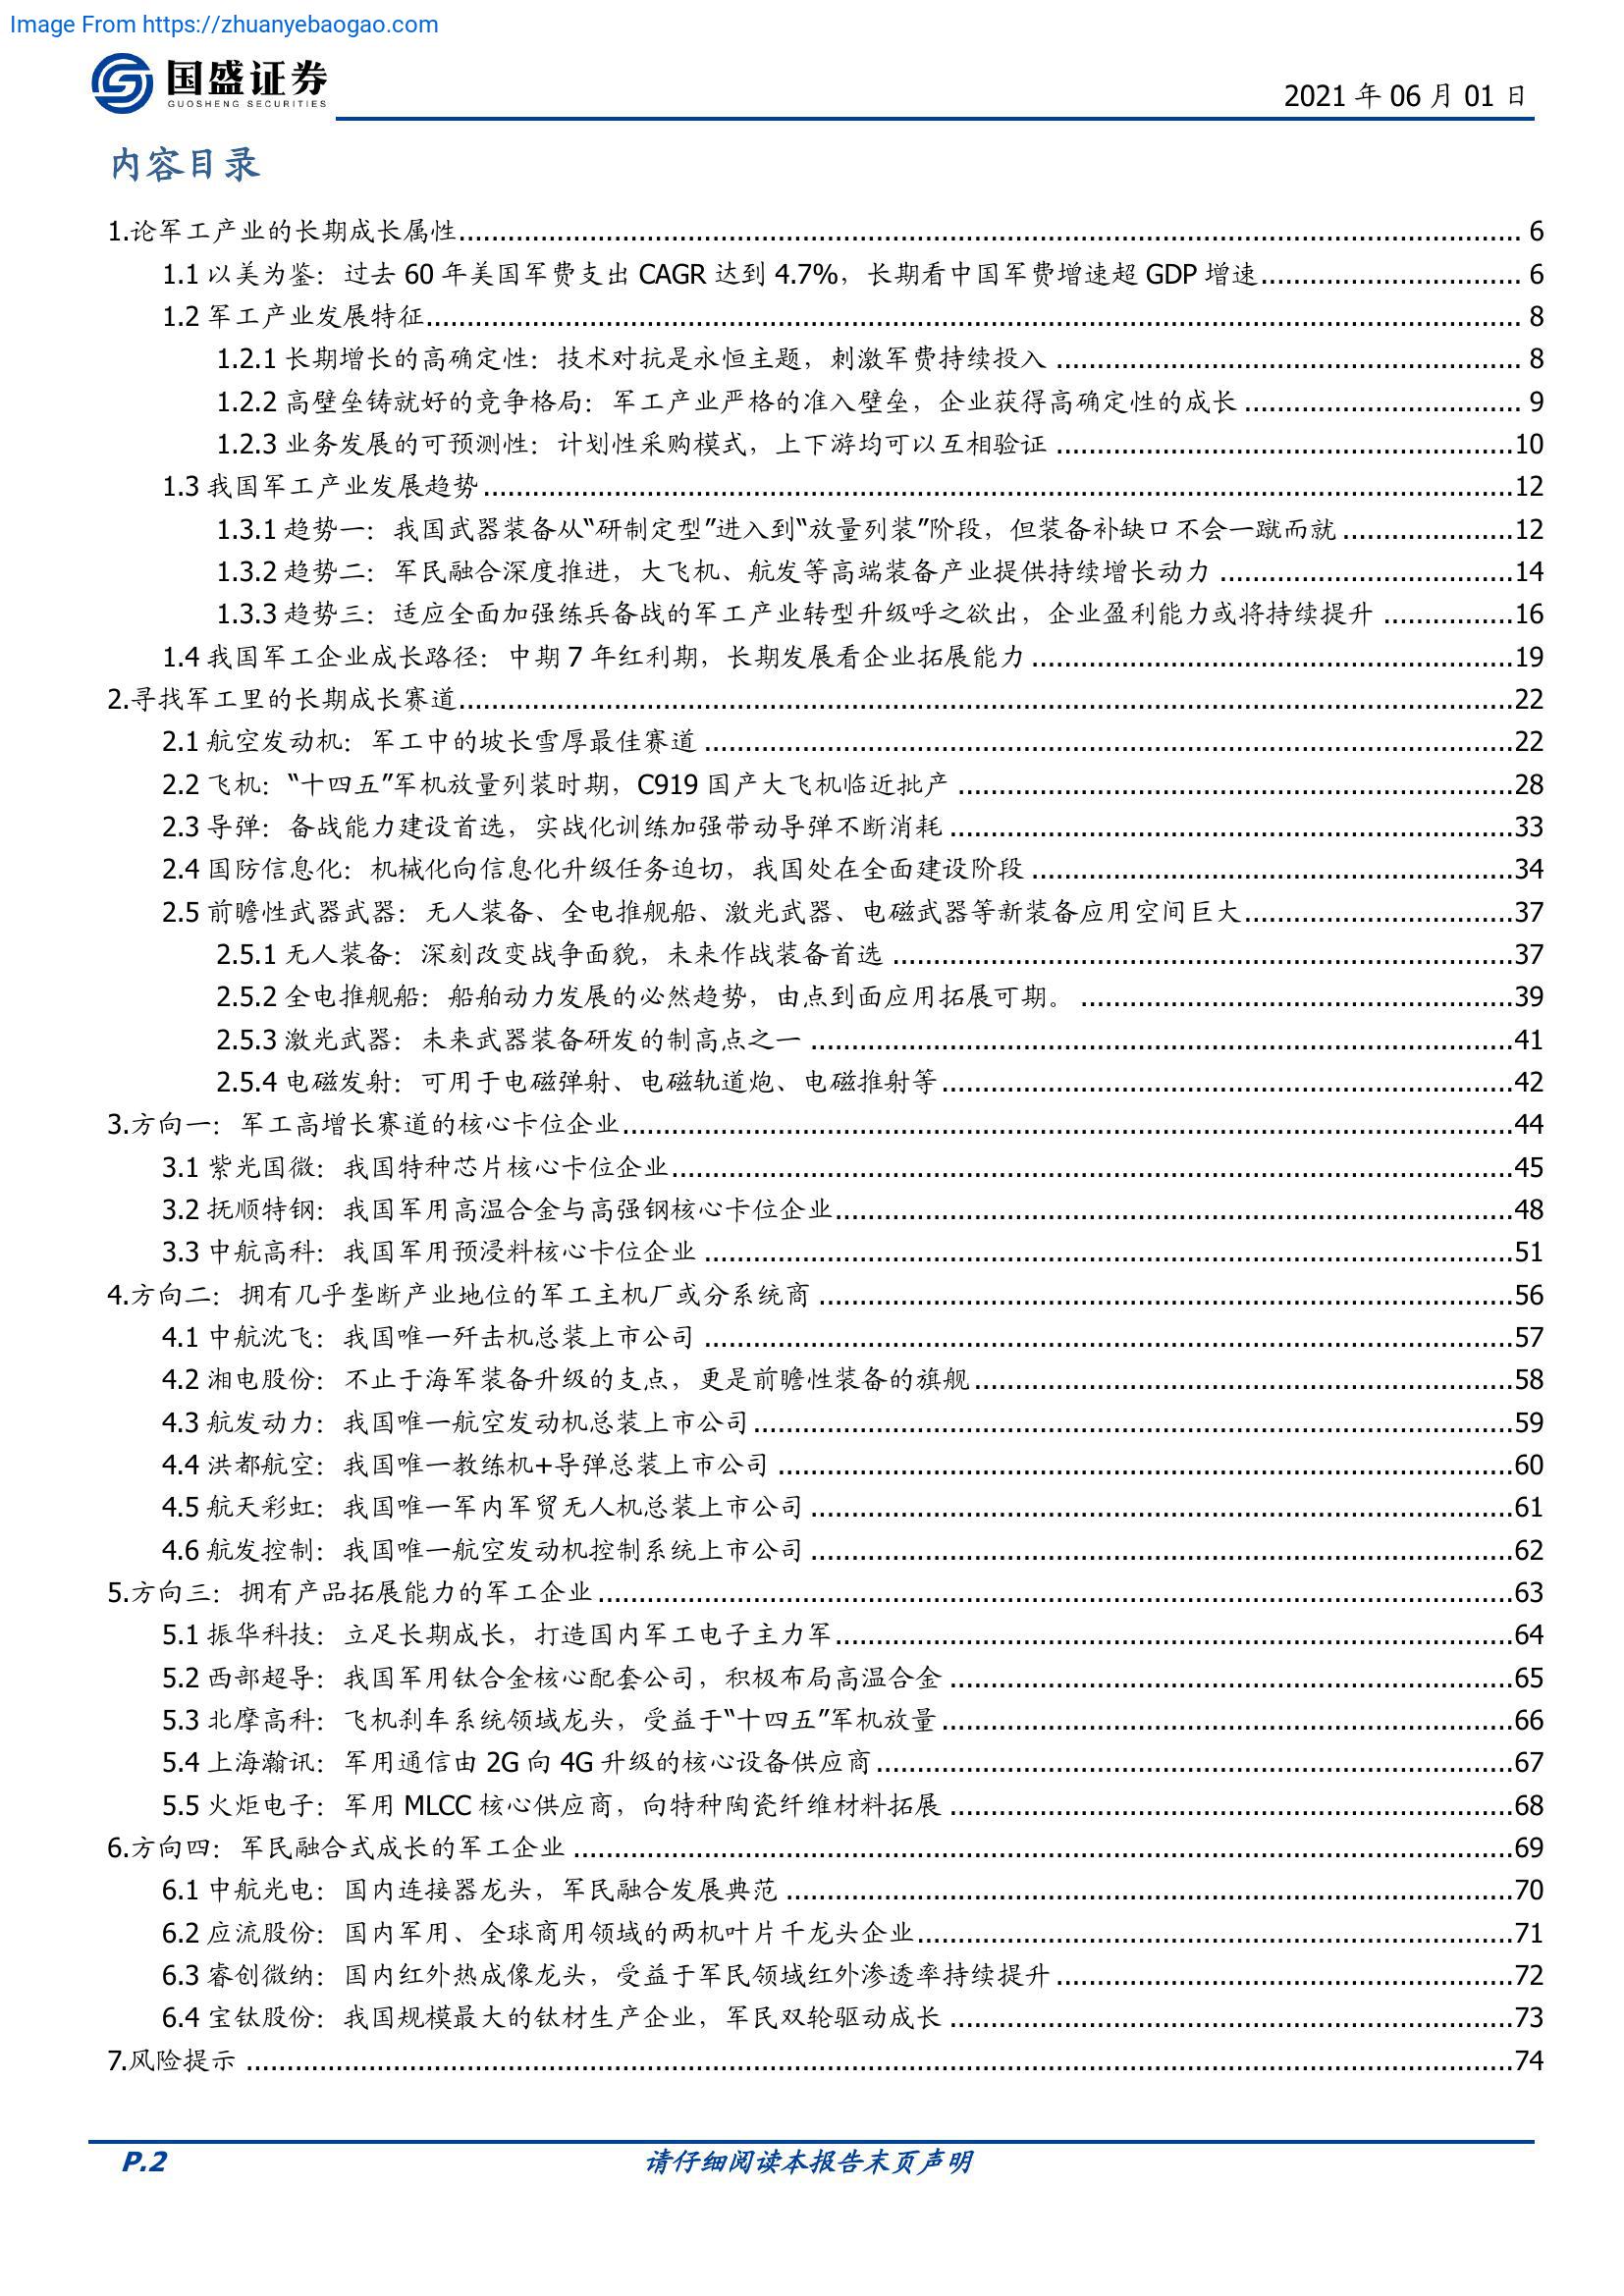 Image From https://zhuanyebaogao.com
国盛证券
GUOSHENG SECURITIES
2021 年 06 月 01 日
内容目录
1.论军工产业的长期成长属性 6
1.1 以美为鉴：过去 60 年美国军费支出 CAGR 达到 4.7%，长期看中国军费增速超 GDP 增速 6
1.2 军工产业发展特征 8
1.2.1 长期增长的高确定性：技术对抗是永恒主题，刺激军费持续投入 8
1.2.2 高壁垒铸就好的竞争格局：军工产业严格的准入壁垒，企业获得高确定性的成长 9
1.2.3 业务发展的可预测性：计划性采购模式，上下游均可以互相验证 10
1.3 我国军工产业发展趋势 12
1.3.1 趋势一：我国武器装备从“研制定型”进入到“放量列装”阶段，但装备补缺口不会一蹴而就 12
1.3.2 趋势二：军民融合深度推进，大飞机、航发等高端装备产业提供持续增长动力 14
1.3.3 趋势三：适应全面加强练兵备战的军工产业转型升级呼之欲出，企业盈利能力或将持续提升 16
1.4 我国军工企业成长路径：中期 7 年红利期，长期发展看企业拓展能力 19
2.寻找军工里的长期成长赛道 22
2.1 航空发动机：军工中的坡长雪厚最佳赛道 22
2.2 飞机：“十四五”军机放量列装时期，C919 国产大飞机临近批产 28
2.3 导弹：备战能力建设首选，实战化训练加强带动导弹不断消耗 33
2.4 国防信息化：机械化向信息化升级任务迫切，我国处在全面建设阶段 34
2.5 前瞻性武器武器：无人装备、全电推舰船、激光武器、电磁武器等新装备应用空间巨大 37
2.5.1 无人装备：深刻改变战争面貌，未来作战装备首选 37
2.5.2 全电推舰船：船舶动力发展的必然趋势，由点到面应用拓展可期。 39
2.5.3 激光武器：未来武器装备研发的制高点之一 41
2.5.4 电磁发射：可用于电磁弹射、电磁轨道炮、电磁推射等 42
3.方向一：军工高增长赛道的核心卡位企业 44
3.1 紫光国微：我国特种芯片核心卡位企业 45
3.2 抚顺特钢：我国军用高温合金与高强钢核心卡位企业 48
3.3 中航高科：我国军用预浸料核心卡位企业 51
4.方向二：拥有几乎垄断产业地位的军工主机厂或分系统商 56
4.1 中航沈飞：我国唯一歼击机总装上市公司 57
4.2 湘电股份：不止于海军装备升级的支点，更是前瞻性装备的旗舰 58
4.3 航发动力：我国唯一航空发动机总装上市公司 59
4.4 洪都航空：我国唯一教练机+导弹总装上市公司 60
4.5 航天彩虹：我国唯一军内军贸无人机总装上市公司 61
4.6 航发控制：我国唯一航空发动机控制系统上市公司 62
5.方向三：拥有产品拓展能力的军工企业 63
5.1 振华科技：立足长期成长，打造国内军工电子主力军 64
5.2 西部超导：我国军用钛合金核心配套公司，积极布局高温合金 65
5.3 北摩高科：飞机刹车系统领域龙头，受益于“十四五”军机放量 66
5.4 上海瀚讯：军用通信由 2G 向 4G 升级的核心设备供应商 67
5.5 火炬电子：军用 MLCC 核心供应商，向特种陶瓷纤维材料拓展 68
6.方向四：军民融合式成长的军工企业 69
6.1 中航光电：国内连接器龙头，军民融合发展典范 70
6.2 应流股份：国内军用、全球商用领域的两机叶片千龙头企业 71
6.3 睿创微纳：国内红外热成像龙头，受益于军民领域红外渗透率持续提升 72
6.4 宝钛股份：我国规模最大的钛材生产企业，军民双轮驱动成长 73
7.风险提示 74
P.2 请仔细阅读本报告末页声明